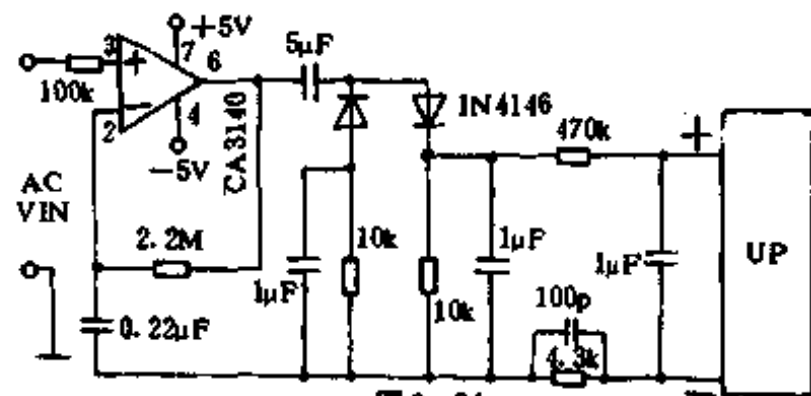 +5V
3
+
7
6
5μF
100k
2
−
4
−5V
CA3140
1N4146
470k
+
AC
VIN
2.2M
10k
1μF
1μF
UP
1μF
10k
100p
0.22μF
4.3k
−